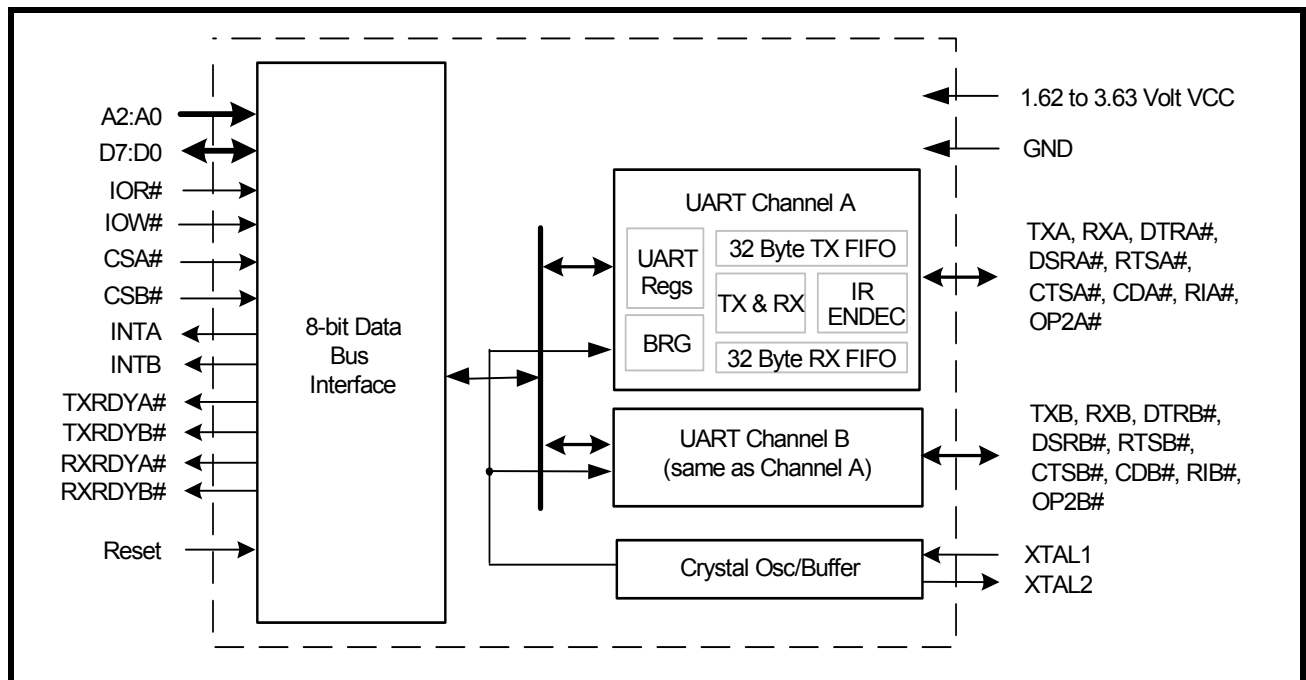 A2:A0
D7:D0
IOR#
IOW#
CSA#
CSB#
INTA
INTB
TXRDYA#
TXRDYB#
RXRDYA#
RXRDYB#
Reset
8-bit Data
Bus
Interface
UART Channel A
UART
Regs
BRG
32 Byte TX FIFO
TX & RX
IR
ENDEC
32 Byte RX FIFO
UART Channel B
(same as Channel A)
Crystal Osc/Buffer
1.62 to 3.63 Volt VCC
GND
TXA, RXA, DTRA#,
DSRA#, RTSA#,
CTSA#, CDA#, RIA#,
OP2A#
TXB, RXB, DTRB#,
DSRB#, RTSB#,
CTSB#, CDB#, RIB#,
OP2B#
XTAL1
XTAL2